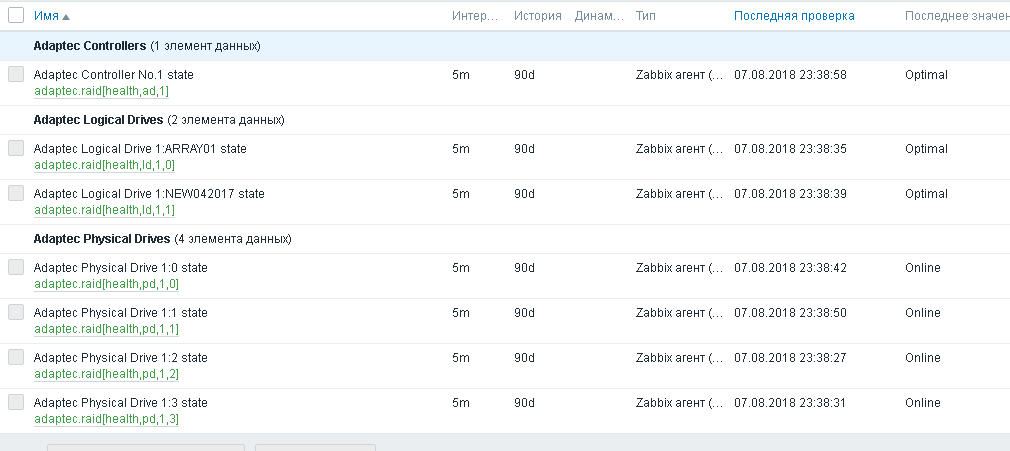 Имя Интер... История Динам... Тип Последняя проверка Последнее значен
Adaptec Controllers (1 элемент данных)
Adaptec Controller No.1 state 5m 90d Zabbix агент (... 07.08.2018 23:38:58 Optimal
adaptec.raid[health,ad,1]
Adaptec Logical Drives (2 элемента данных)
Adaptec Logical Drive 1:ARRAY01 state 5m 90d Zabbix агент (... 07.08.2018 23:38:35 Optimal
adaptec.raid[health,ld,1,0]
Adaptec Logical Drive 1:NEW042017 state 5m 90d Zabbix агент (... 07.08.2018 23:38:39 Optimal
adaptec.raid[health,ld,1,1]
Adaptec Physical Drives (4 элемента данных)
Adaptec Physical Drive 1:0 state 5m 90d Zabbix агент (... 07.08.2018 23:38:42 Online
adaptec.raid[health,pd,1,0]
Adaptec Physical Drive 1:1 state 5m 90d Zabbix агент (... 07.08.2018 23:38:50 Online
adaptec.raid[health,pd,1,1]
Adaptec Physical Drive 1:2 state 5m 90d Zabbix агент (... 07.08.2018 23:38:27 Online
adaptec.raid[health,pd,1,2]
Adaptec Physical Drive 1:3 state 5m 90d Zabbix агент (... 07.08.2018 23:38:31 Online
adaptec.raid[health,pd,1,3]